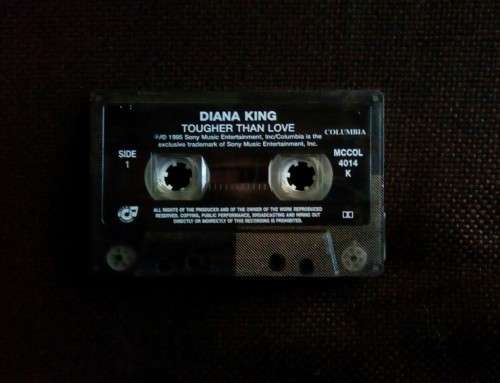 DIANA KING
TOUGHER THAN LOVE
℗/© 1995 Sony Music Entertainment, Inc/Columbia is the
exclusive trademark of Sony Music Entertainment, Inc.
COLUMBIA
SIDE
1
MCCOL
4014
K
ALL RIGHTS OF THE PRODUCER AND OF THE OWNER OF THE WORK REPRODUCED
RESERVED. COPYING, PUBLIC PERFORMANCE, BROADCASTING AND HIRING OUT
DIRECTLY OR INDIRECTLY OF THIS RECORDING IS PROHIBITED.